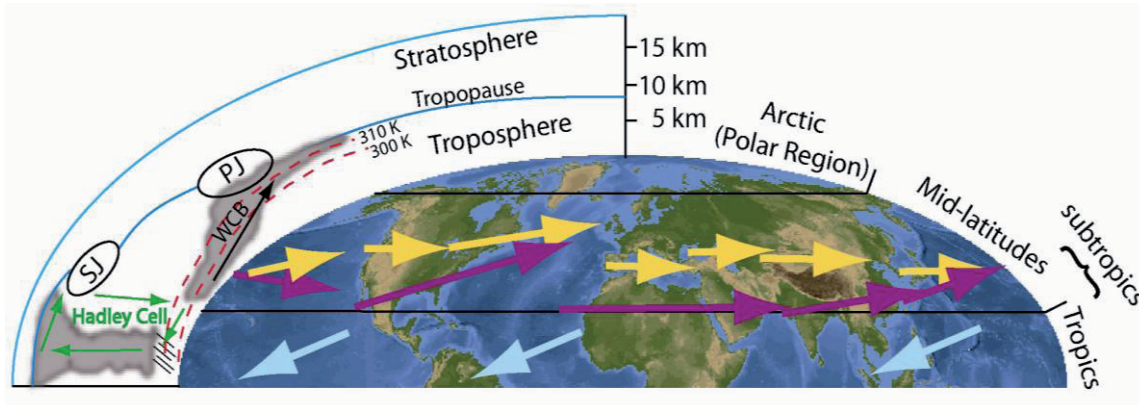 Stratosphere
15 km
Tropopause
10 km
310 K
5 km
300 K
Troposphere
Arctic
(Polar Region)
PJ
WCB
Mid-latitudes
subtropics
SJ
Hadley Cell
Tropics